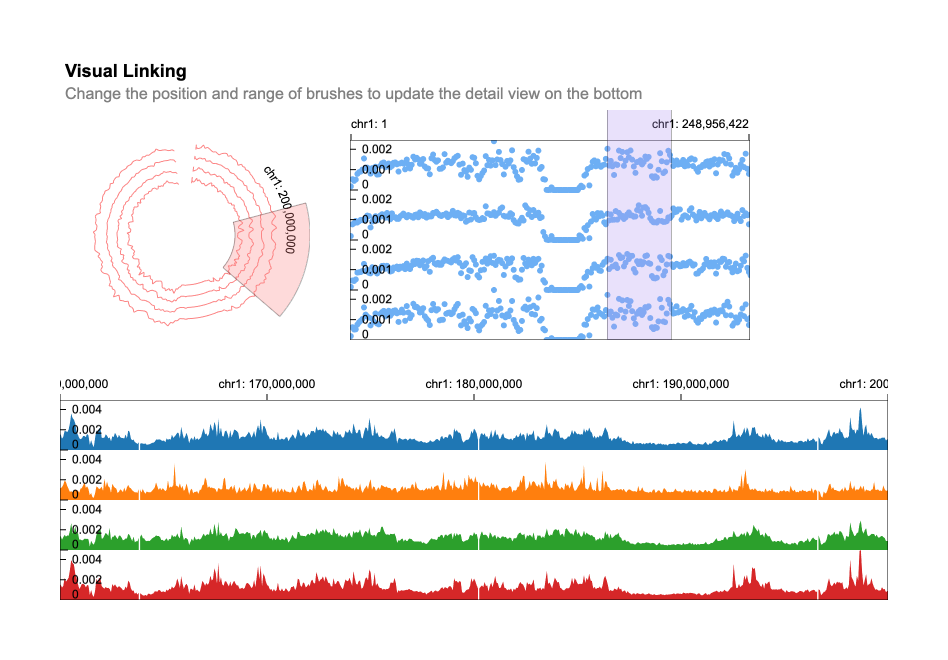 Visual Linking
Change the position and range of brushes to update the detail view on the bottom
chr1: 200,000,000
chr1: 1
chr1: 248,956,422
0.002
0.001
0
0.002
0.001
0
0.002
0.001
0
0.002
0.001
0
0,000,000
chr1: 170,000,000
chr1: 180,000,000
chr1: 190,000,000
chr1: 200
0.004
0.002
0
0.004
0.002
0
0.004
0.002
0
0.004
0.002
0